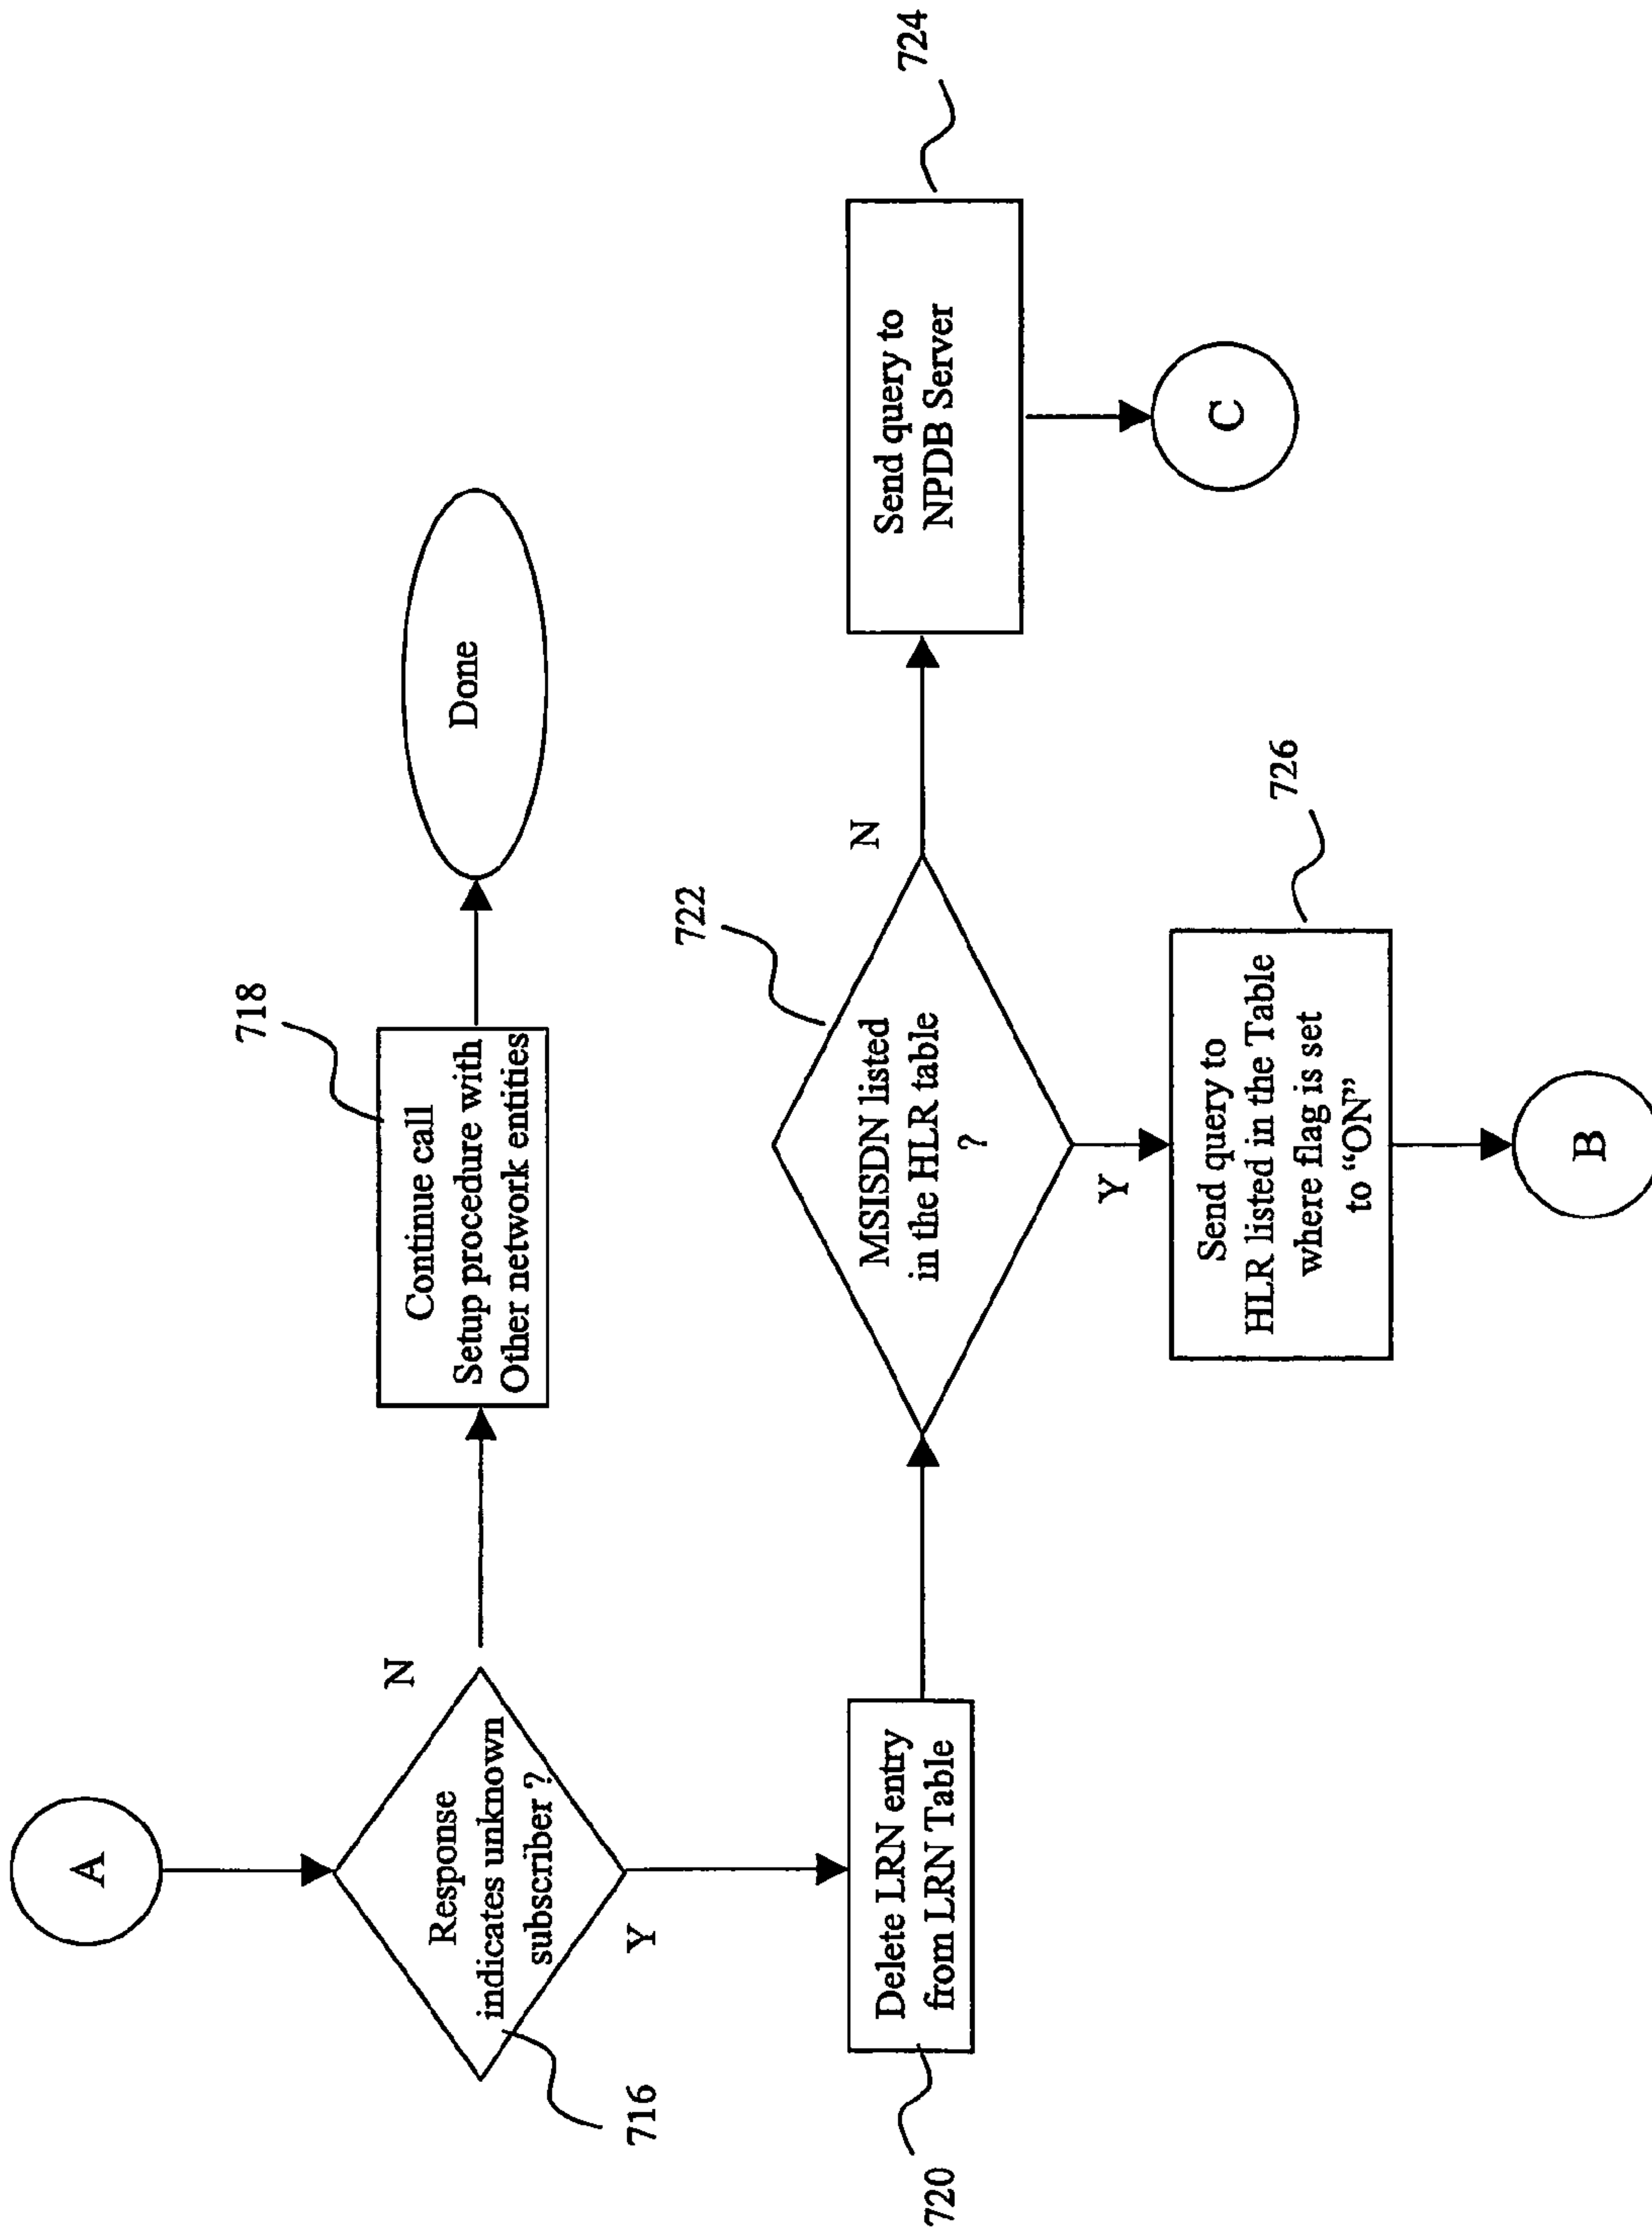 A
Response
indicates unknown
subscriber ?
716
N
Y
718
Continue call
Setup procedure with
Other network entities
Done
720
Delete LRN entry
from LRN Table
722
MSISDN listed
in the HLR table
?
N
Y
724
Send query to
NPDB Server
C
726
Send query to
HLR listed in the Table
where flag is set
to “ON”
B